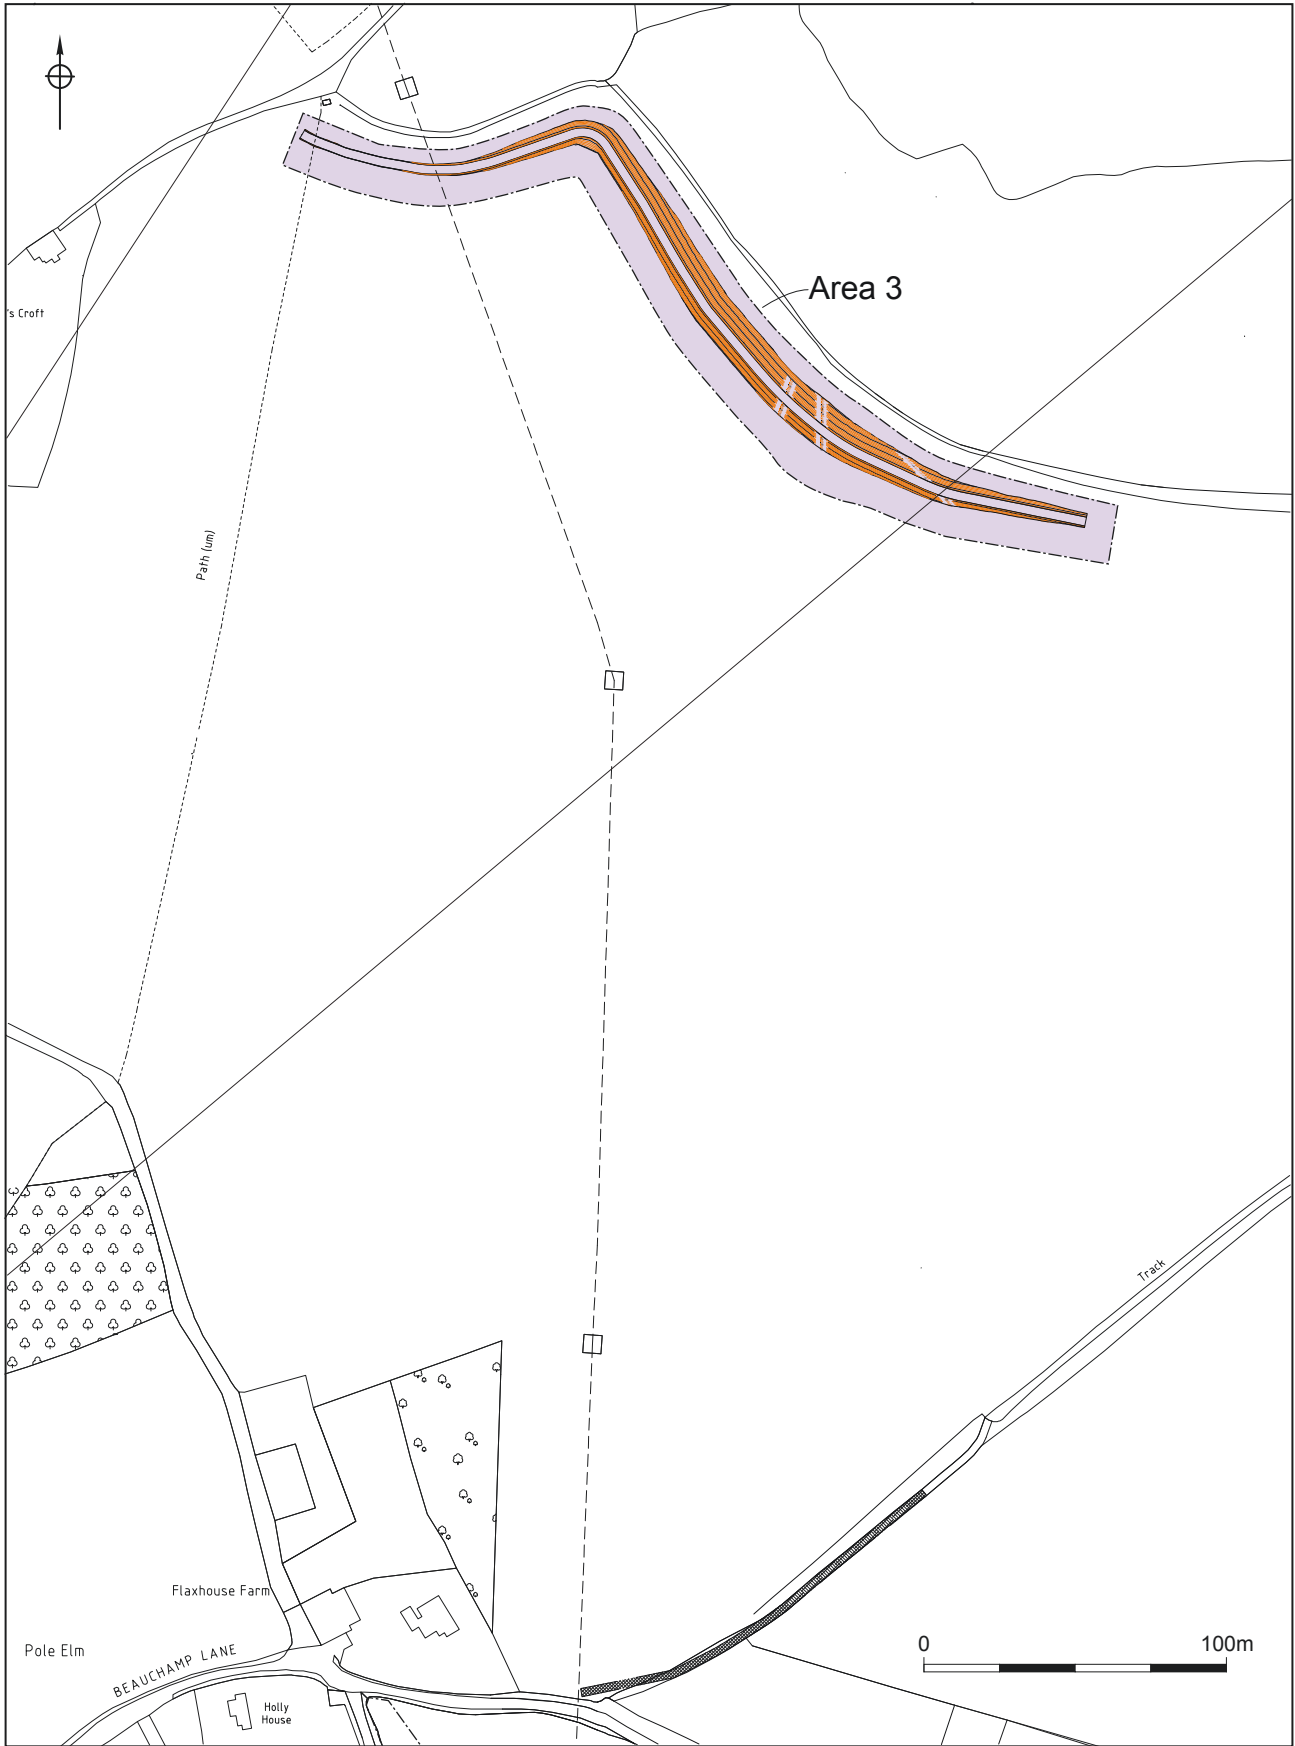 Area 3
's Croft
Path (um)
Track
Flaxhouse Farm
Pole Elm
BEAUCHAMP LANE
Holly
House
0 100m